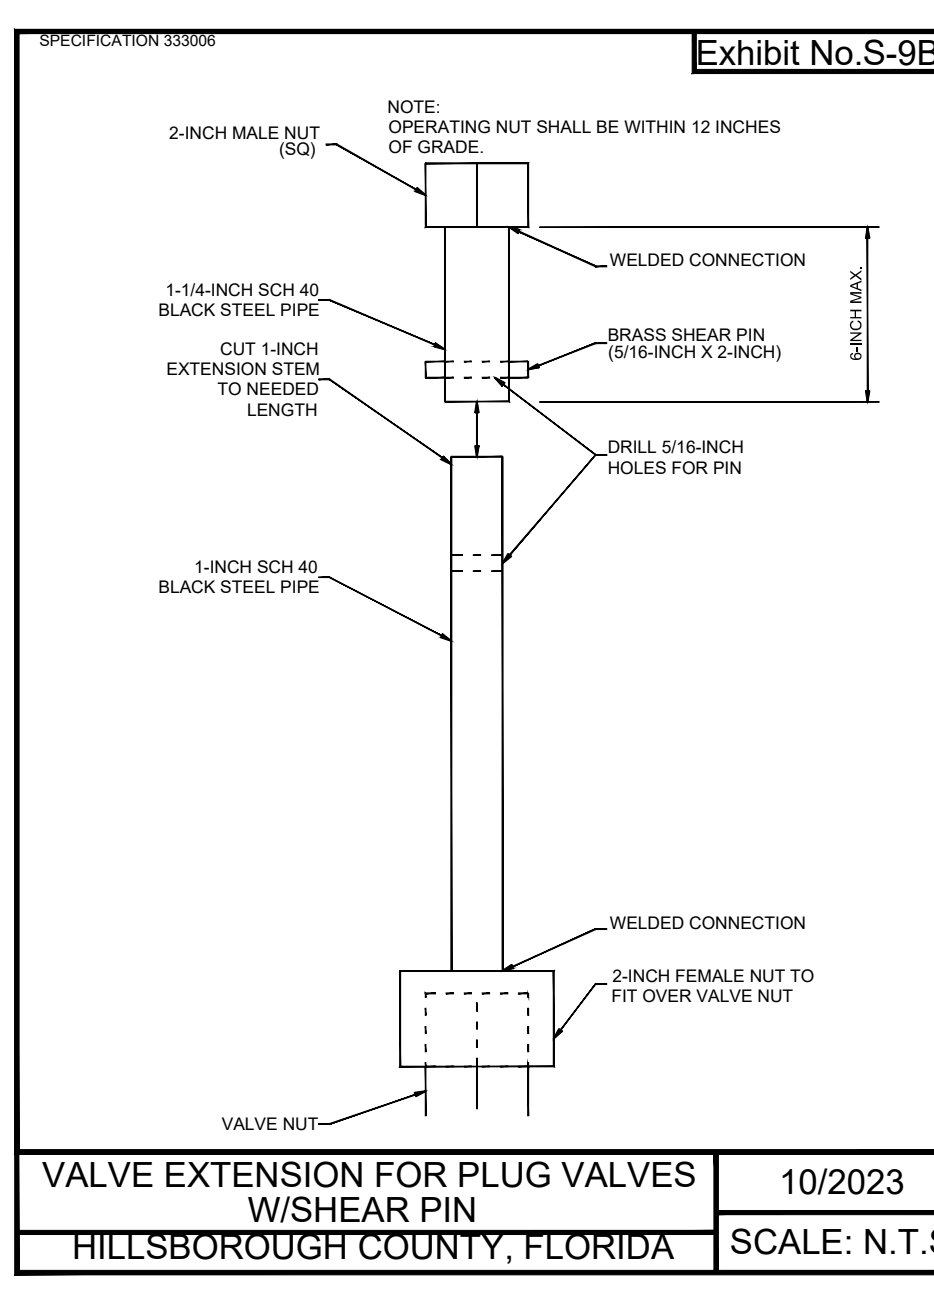 SPECIFICATION 333006
Exhibit No.S-9B
NOTE:
OPERATING NUT SHALL BE WITHIN 12 INCHES
OF GRADE.
2-INCH MALE NUT
(SQ)
WELDED CONNECTION
1-1/4-INCH SCH 40
BLACK STEEL PIPE
6-INCH MAX.
BRASS SHEAR PIN
(5/16-INCH X 2-INCH)
CUT 1-INCH
EXTENSION STEM
TO NEEDED
LENGTH
DRILL 5/16-INCH
HOLES FOR PIN
1-INCH SCH 40
BLACK STEEL PIPE
WELDED CONNECTION
2-INCH FEMALE NUT TO
FIT OVER VALVE NUT
VALVE NUT
VALVE EXTENSION FOR PLUG VALVES
W/SHEAR PIN
HILLSBOROUGH COUNTY, FLORIDA
10/2023
SCALE: N.T.S